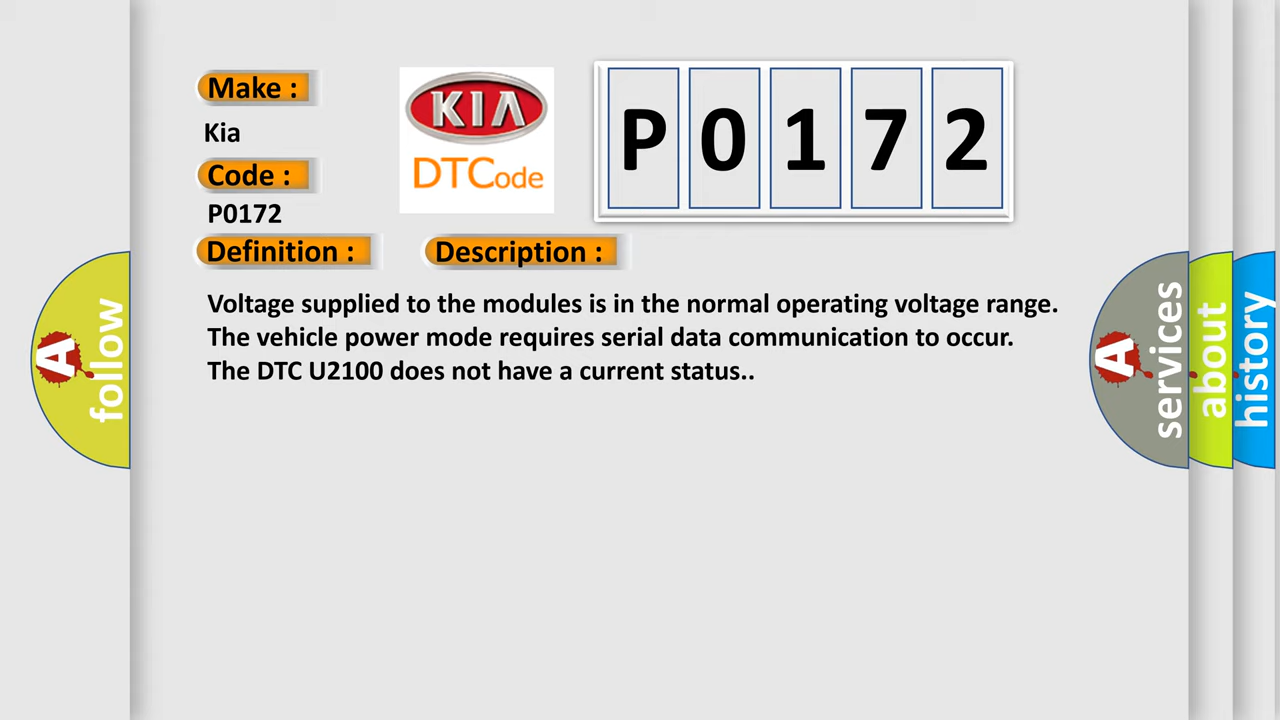 Make :
Kia
Code :
P0172
Definition :
Description :
KIA
DTCode
P0172
Voltage supplied to the modules is in the normal operating voltage range.
The vehicle power mode requires serial data communication to occur.
The DTC U2100 does not have a current status..
A follow
A services
about
history